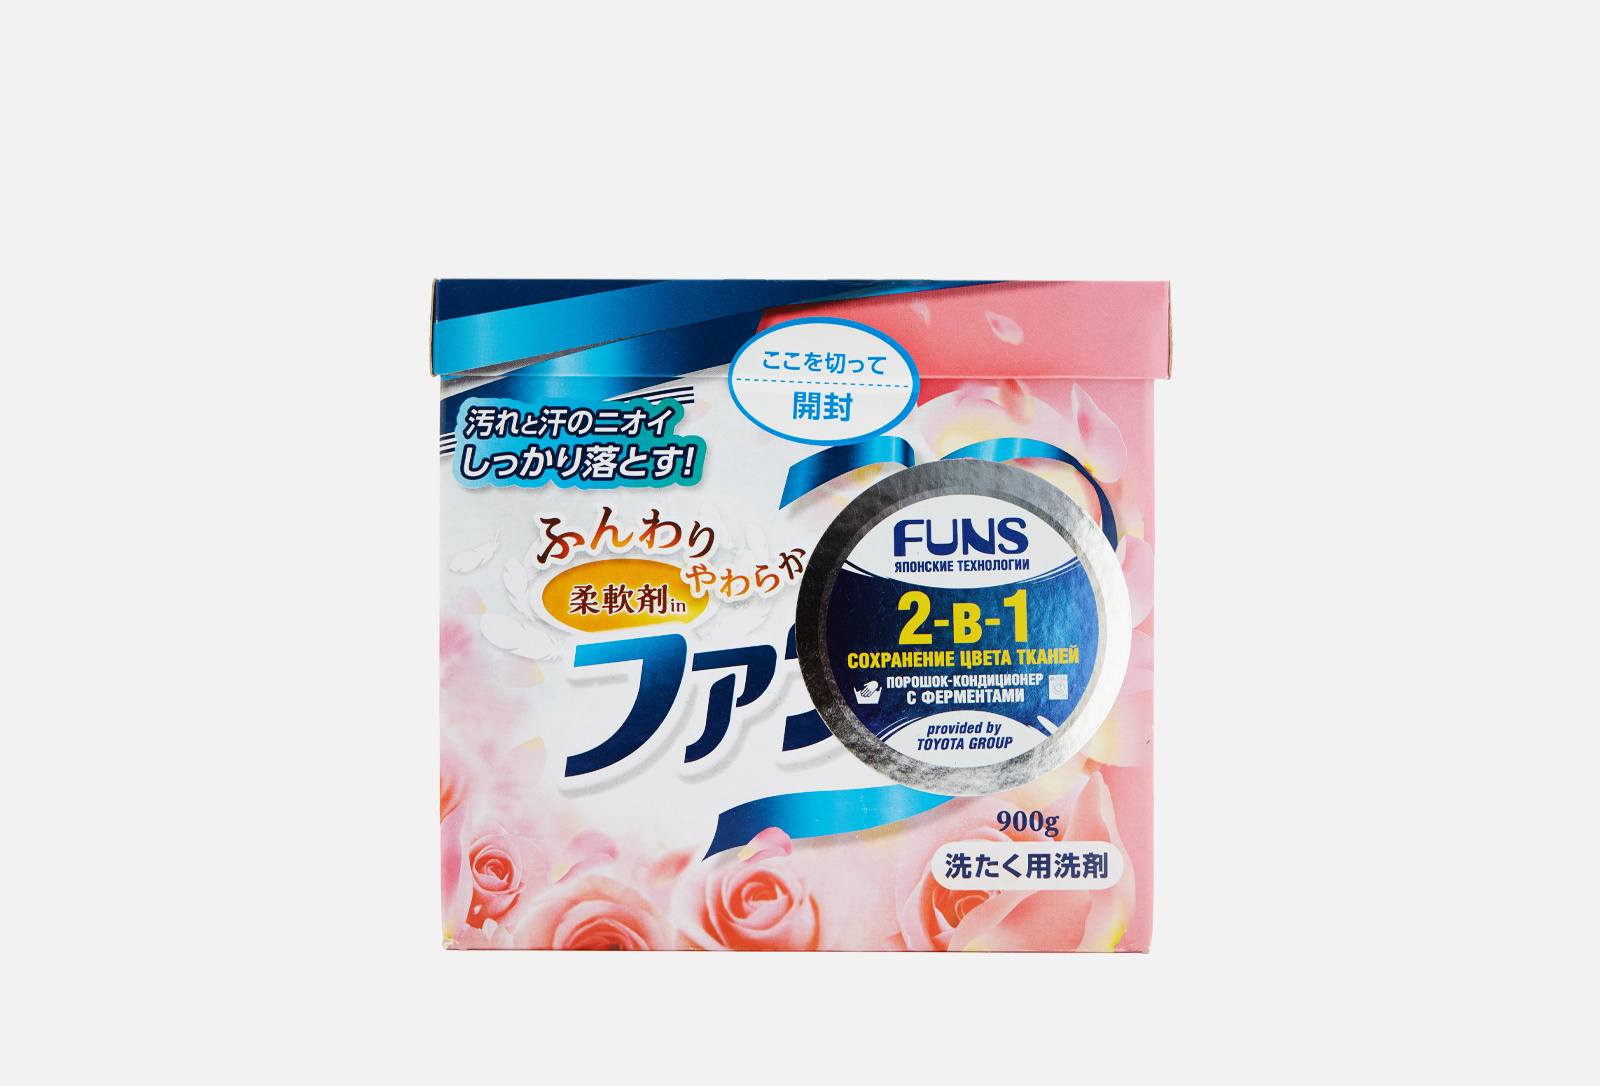 ここを切って
開封
汚れと汗のニオイ
しっかり落とす!
ふんわり
やわらか
柔軟剤in
ファ
FUNS
ЯПОНСКИЕ ТЕХНОЛОГИИ
2-в-1
СОХРАНЕНИЕ ЦВЕТА ТКАНЕЙ
ПОРОШОК-КОНДИЦИОНЕР
С ФЕРМЕНТАМИ
provided by
TOYOTA GROUP
900g
洗たく用洗剤